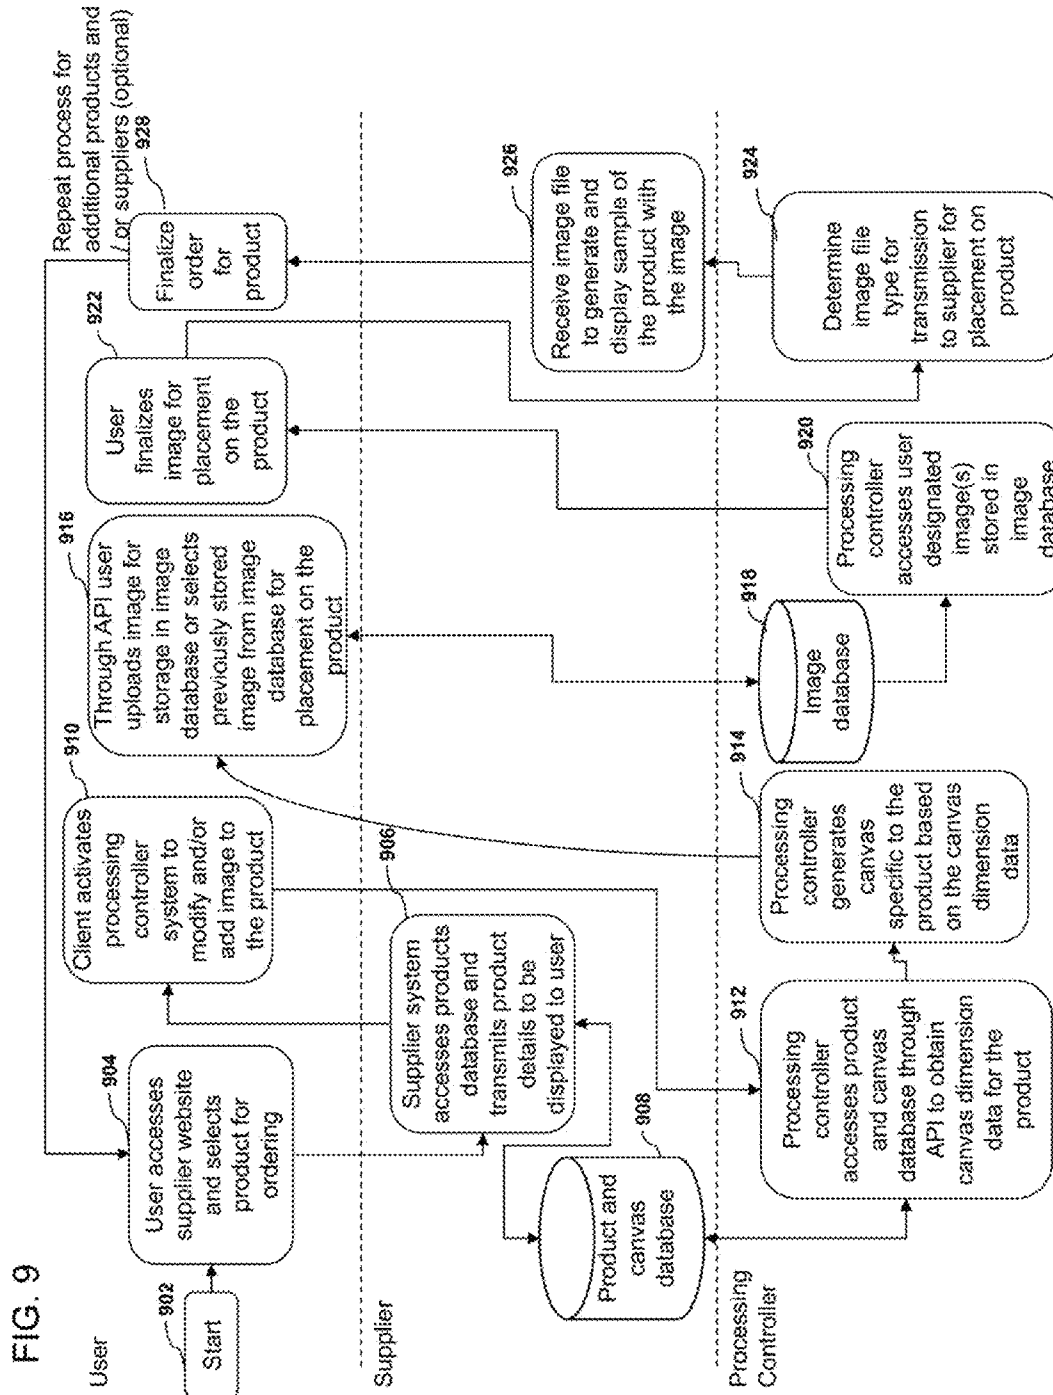 FIG. 9
User
902
Start
904
User accesses
supplier website
and selects
product for
ordering
910
Client activates
processing
controller
system to
modify and/or
add image to
the product
916
Through API user
uploads image for
storage in image
database or selects
previously stored
image from image
database for
placement on the
product
922
User
finalizes
image for
placement
on the
product
Repeat process for
additional products and
/ or suppliers (optional)
928
Finalize
order
for
product
Supplier
906
Supplier system
accesses products
database and
transmits product
details to be
displayed to user
908
Product and
canvas
database
926
Receive image file
to generate and
display sample of
the product with
the image
Processing
Controller
912
Processing
controller
accesses product
and canvas
database through
API to obtain
canvas dimension
data for the
product
914
Processing
controller
generates
canvas
specific to the
product based
on the canvas
dimension
data
918
Image
database
920
Processing
controller
accesses user
designated
image(s)
stored in
image
database
924
Determine
image file
type for
transmission
to supplier for
placement on
product